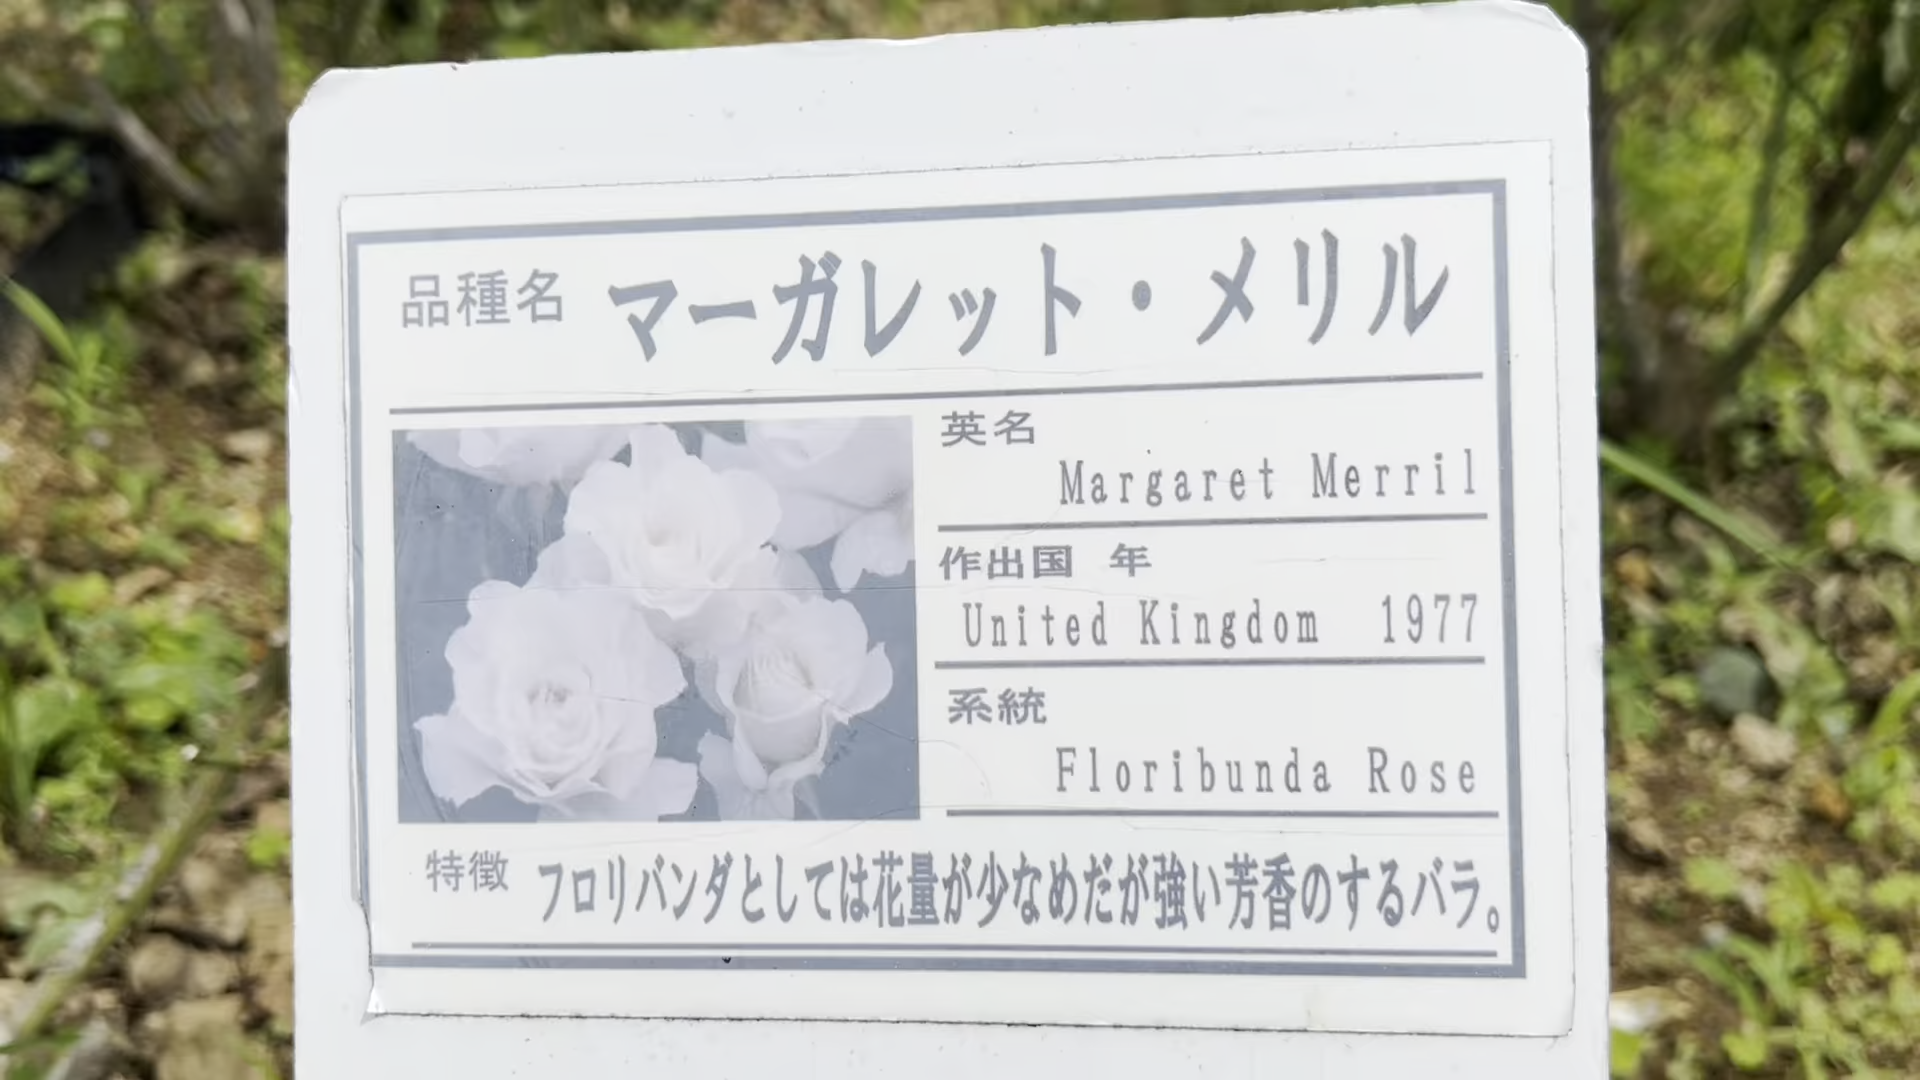 品種名 マーガレット・メリル
英名
Margaret Merril
作出国 年
United Kingdom 1977
系統
Floribunda Rose
特徴 フロリバンダとしては花量が少なめだが強い芳香のするバラ。